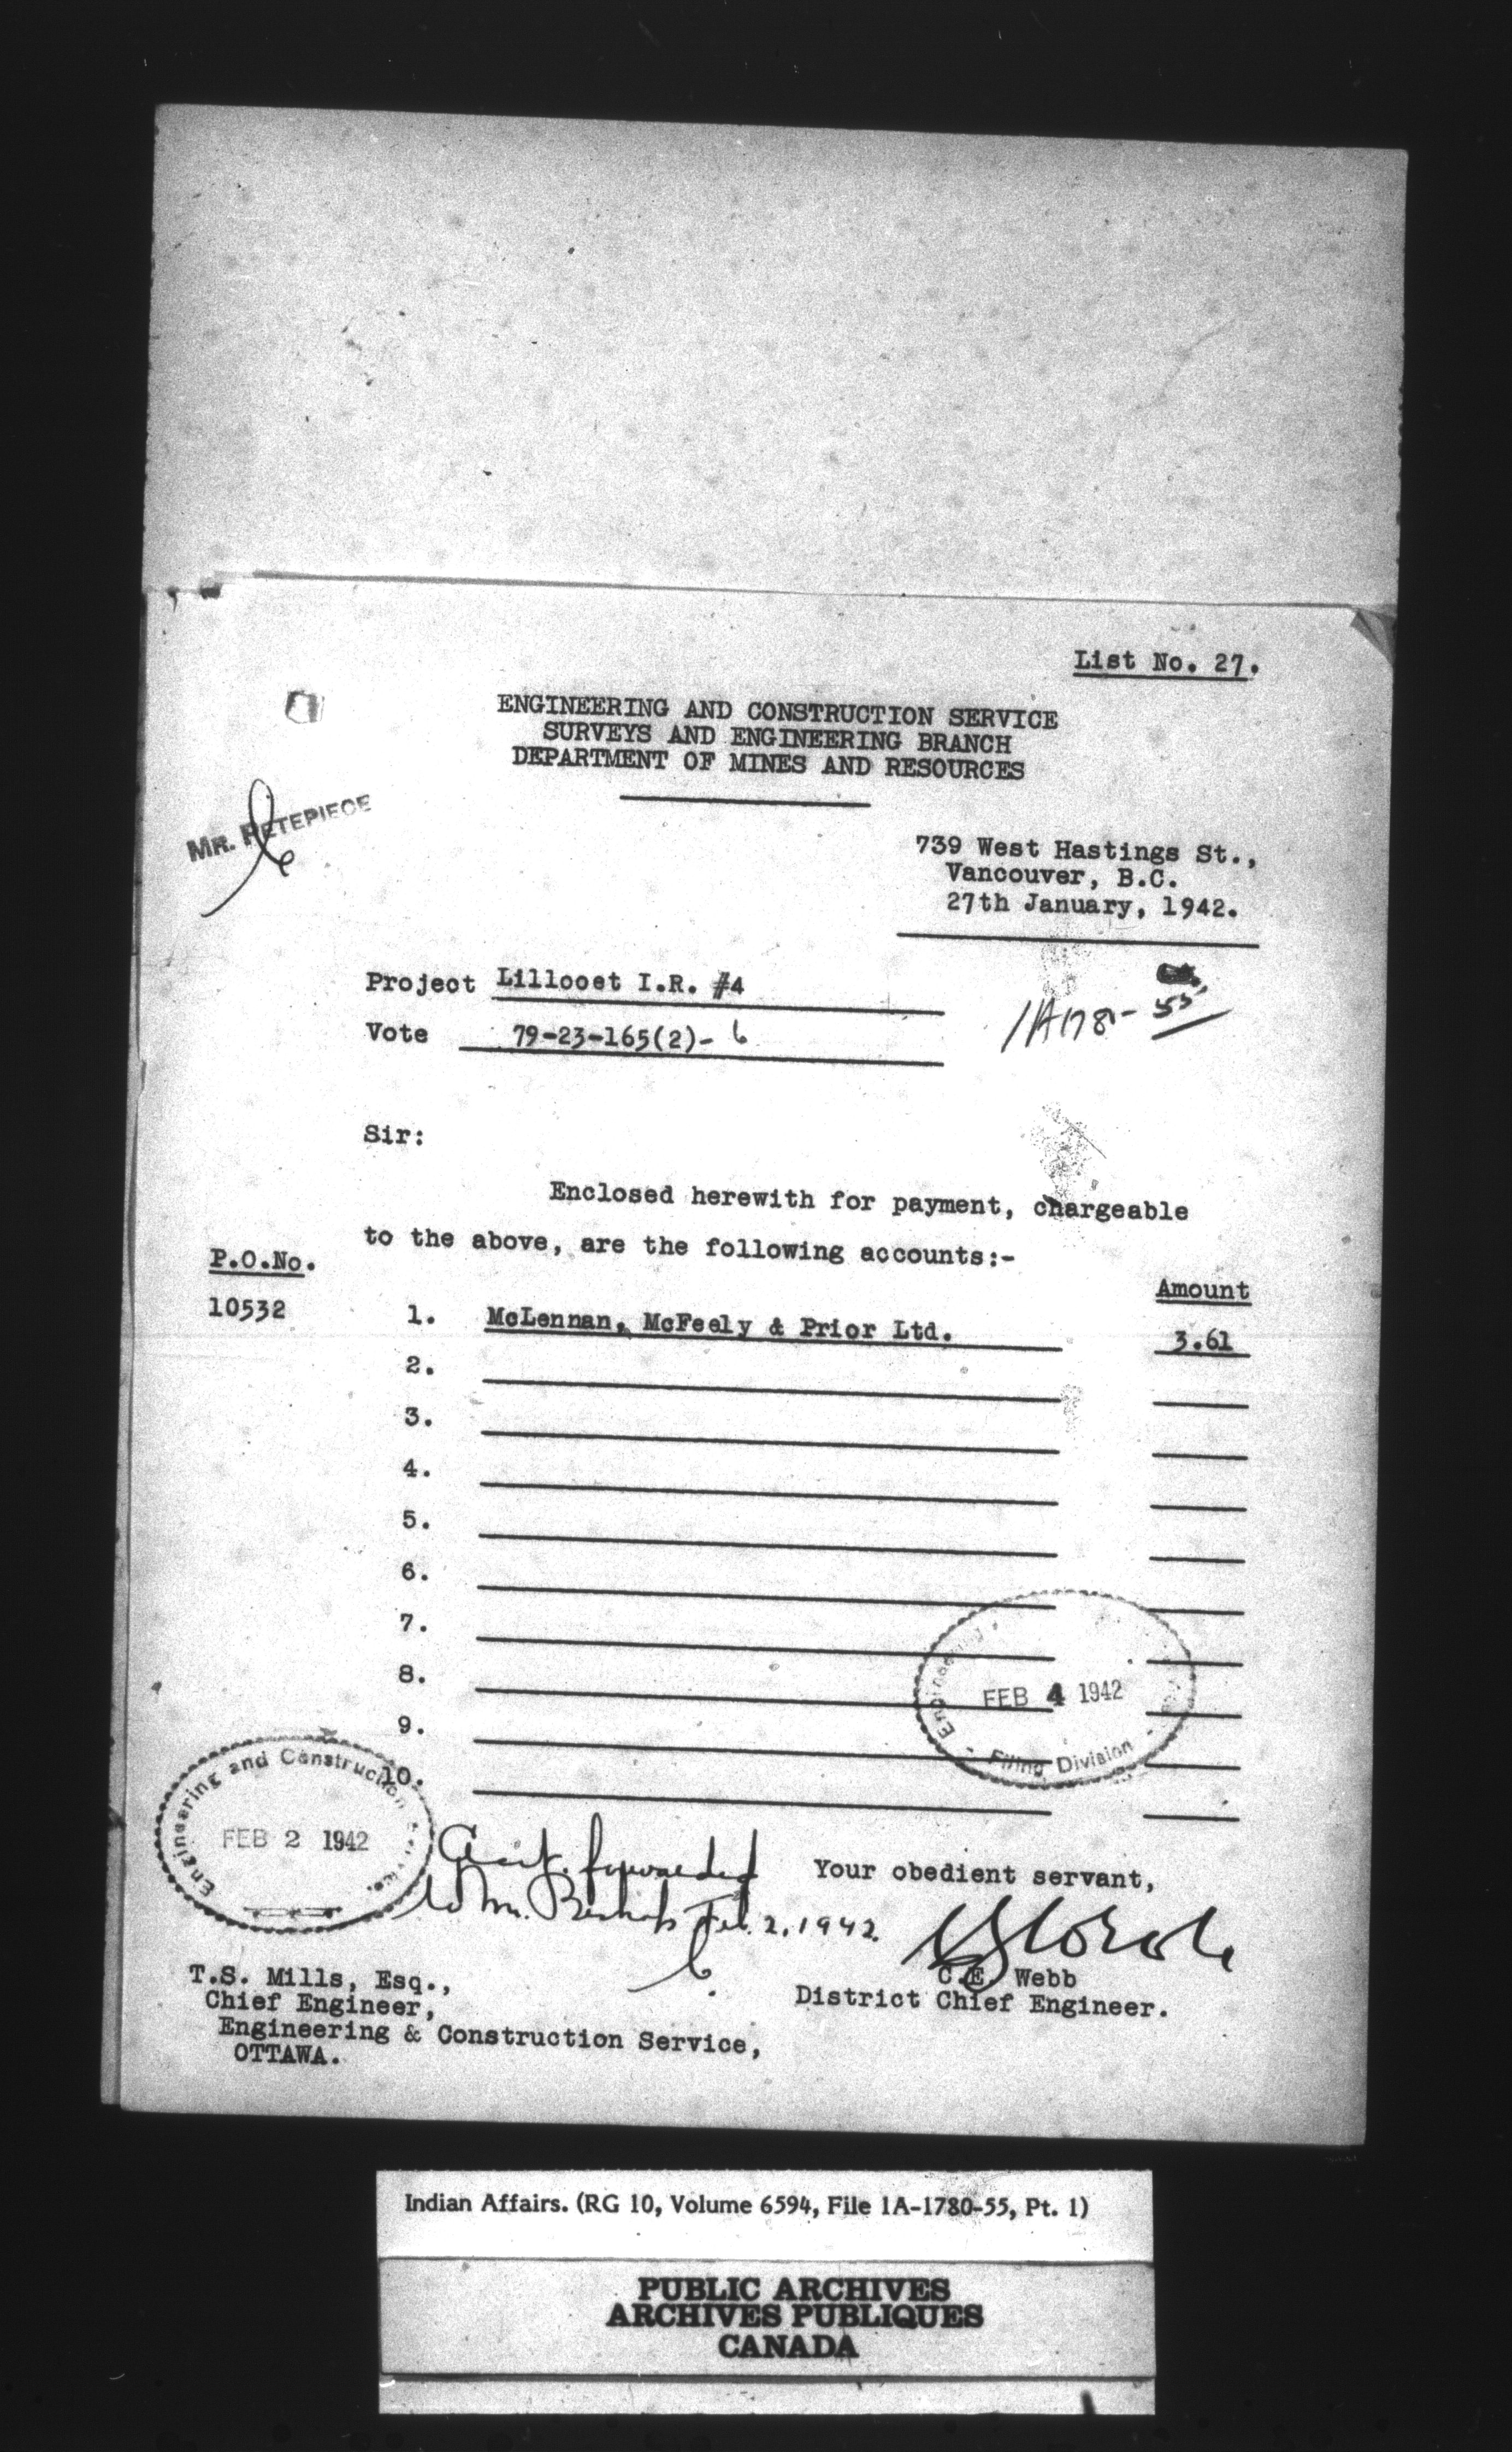 List No. 27.
ENGINEERING AND CONSTRUCTION SERVICE
SURVEYS AND ENGINEERING BRANCH
DEPARTMENT OF MINES AND RESOURCES
MR. RETEPIECE
739 West Hastings St.,
Vancouver, B.C.
27th January, 1942.
Project Lillooet I.R. #4
Vote 79-23-165(2)- 6
1A1781-55
Sir:
Enclosed herewith for payment, chargeable
to the above, are the following accounts:-
P.O.No.
Amount
10532 1. McLennan, McFeely & Prior Ltd. 3.61
2.
3.
4.
5.
6.
7.
8.
9.
10.
Engineering
FEB 4 1942
Filing Division
Engineering and Construction
FEB 2 1942
forwarded
Feb. 2, 1942.
Your obedient servant,
C.E. Webb
District Chief Engineer.
T.S. Mills, Esq.,
Chief Engineer,
Engineering & Construction Service,
OTTAWA.
Indian Affairs. (RG 10, Volume 6594, File 1A-1780-55, Pt. 1)
PUBLIC ARCHIVES
ARCHIVES PUBLIQUES
CANADA